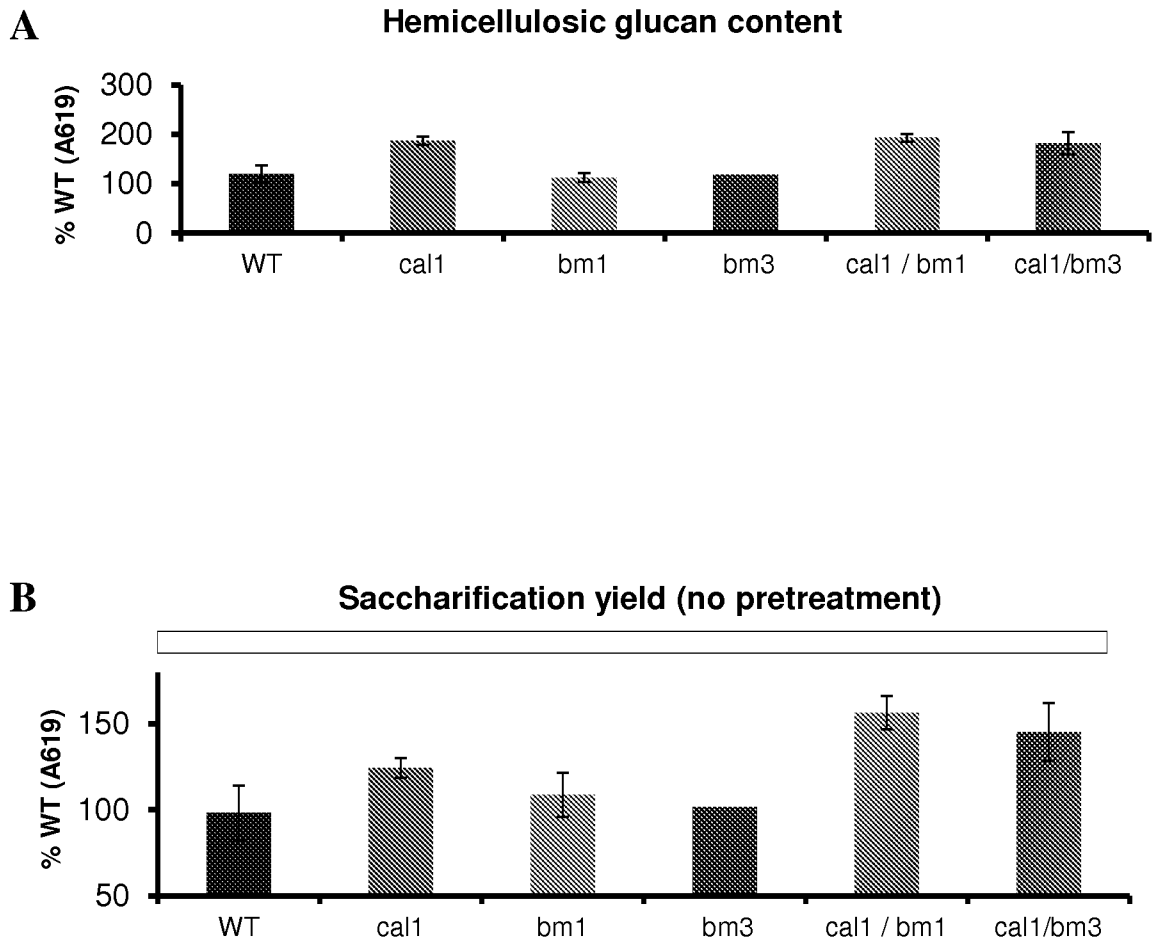 A
Hemicellulosic glucan content
% WT (A619)
300
200
100
0
WT cal1 bm1 bm3 cal1 / bm1 cal1/bm3
B
Saccharification yield (no pretreatment)
% WT (A619)
150
100
50
WT cal1 bm1 bm3 cal1 / bm1 cal1/bm3